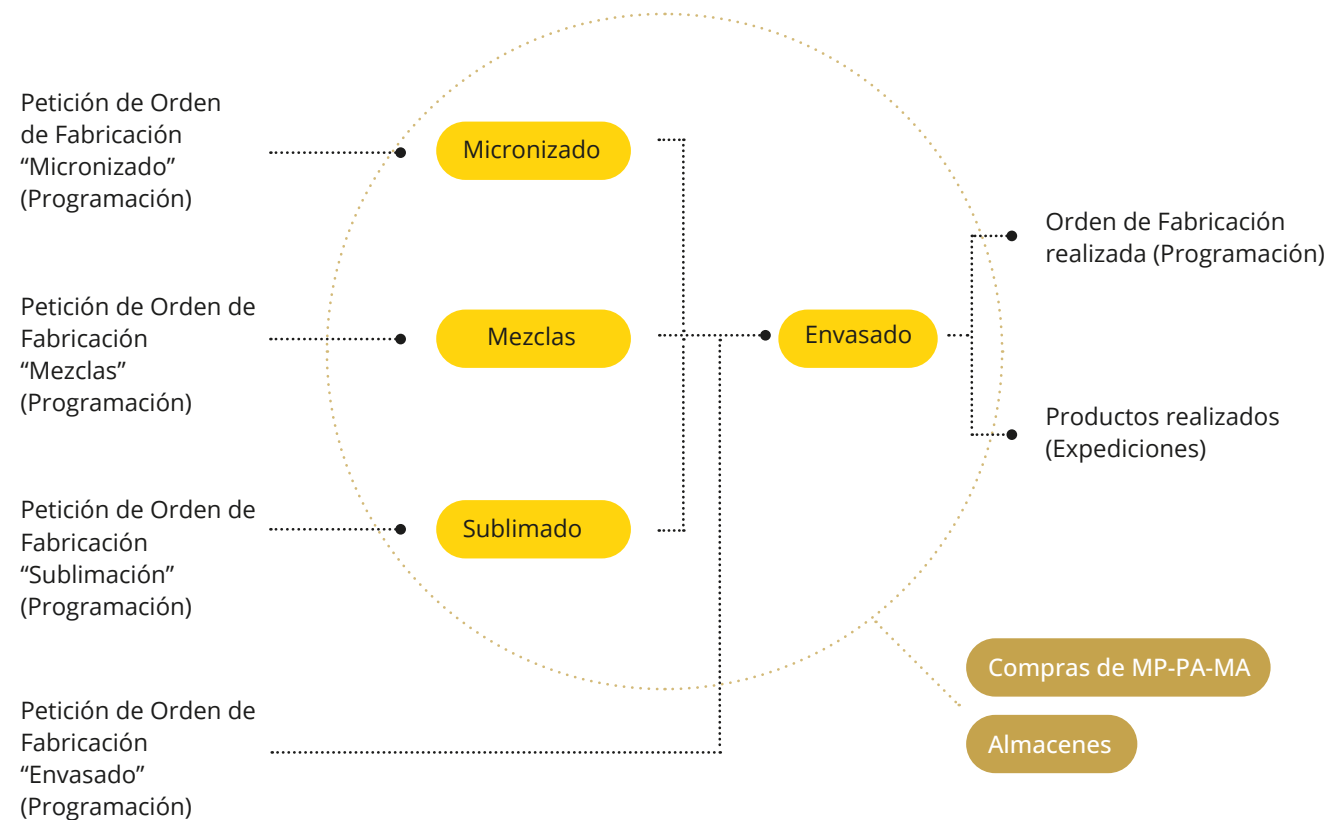 Petición de Orden
de Fabricación
“Micronizado”
(Programación)
Micronizado
Petición de Orden de
Fabricación
“Mezclas”
(Programación)
Mezclas
Petición de Orden de
Fabricación
“Sublimación”
(Programación)
Sublimado
Petición de Orden de
Fabricación
“Envasado”
(Programación)
Envasado
Orden de Fabricación
realizada (Programación)
Productos realizados
(Expediciones)
Compras de MP-PA-MA
Almacenes